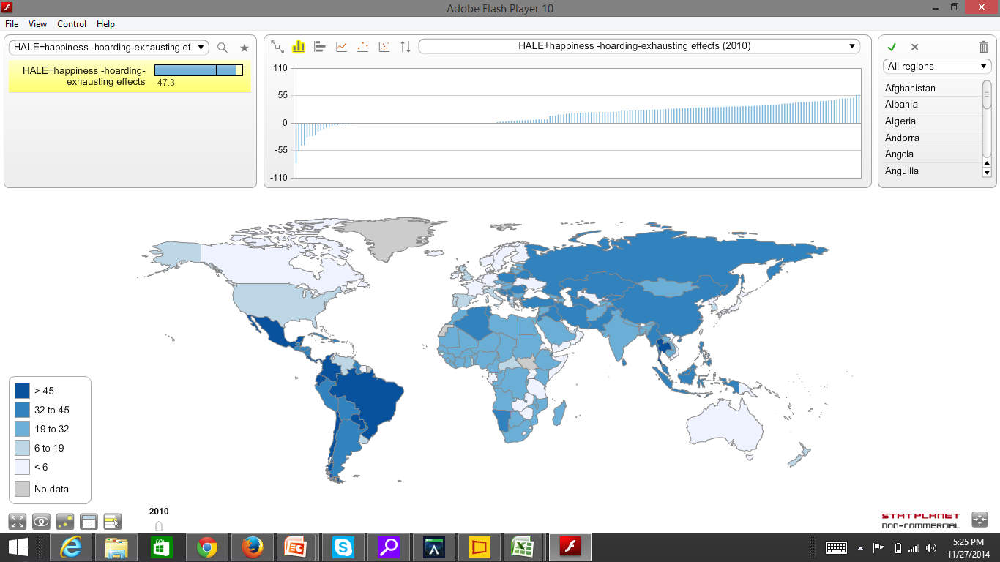 Adobe Flash Player 10
File View Control Help
HALE+happiness -hoarding-exhausting ef
HALE+happiness -hoarding-
exhausting effects
47.3
HALE+happiness -hoarding-exhausting effects (2010)
110
55
0
-55
-110
All regions
Afghanistan
Albania
Algeria
Andorra
Angola
Anguilla
> 45
32 to 45
19 to 32
6 to 19
< 6
No data
2010
STATPLANET
NON-COMMERCIAL
5:25 PM
11/27/2014